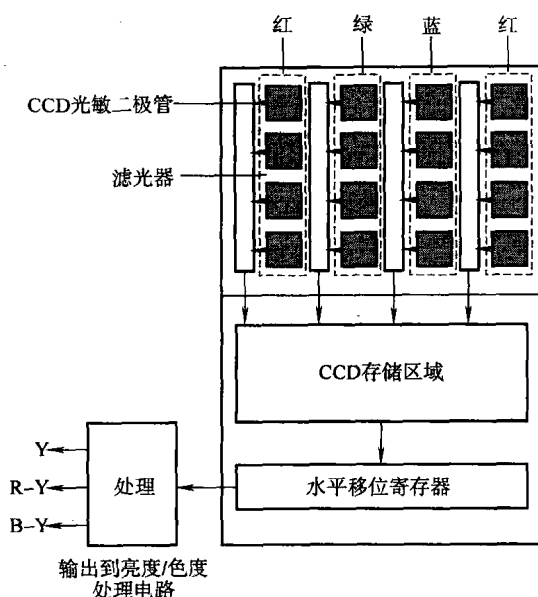 红 绿 蓝 红
CCD光敏二极管
滤光器
CCD存储区域
水平移位寄存器
处理
Y
R-Y
B-Y
输出到亮度/色度
处理电路